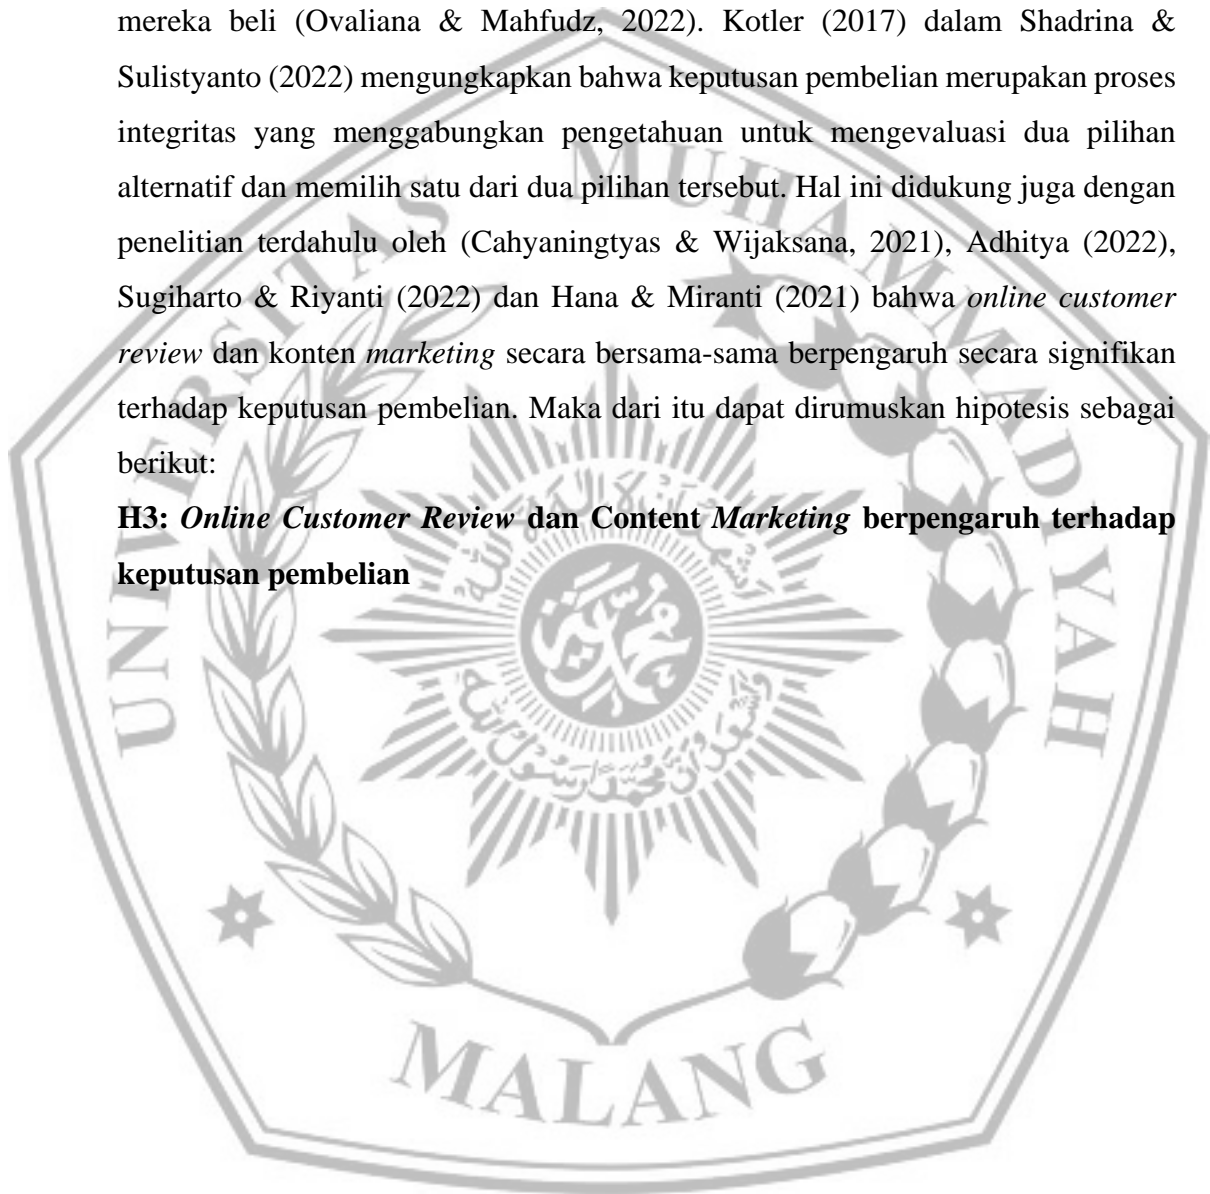 mereka beli (Ovaliana & Mahfudz, 2022). Kotler (2017) dalam Shadrina &
Sulistyanto (2022) mengungkapkan bahwa keputusan pembelian merupakan proses
integritas yang menggabungkan pengetahuan untuk mengevaluasi dua pilihan
alternatif dan memilih satu dari dua pilihan tersebut. Hal ini didukung juga dengan
penelitian terdahulu oleh (Cahyaningtyas & Wijaksana, 2021), Adhitya (2022),
Sugiharto & Riyanti (2022) dan Hana & Miranti (2021) bahwa online customer
review dan konten marketing secara bersama-sama berpengaruh secara signifikan
terhadap keputusan pembelian. Maka dari itu dapat dirumuskan hipotesis sebagai
berikut:
H3: Online Customer Review dan Content Marketing berpengaruh terhadap
keputusan pembelian
UNIVERSITAS MUHAMMADIYAH
MALANG